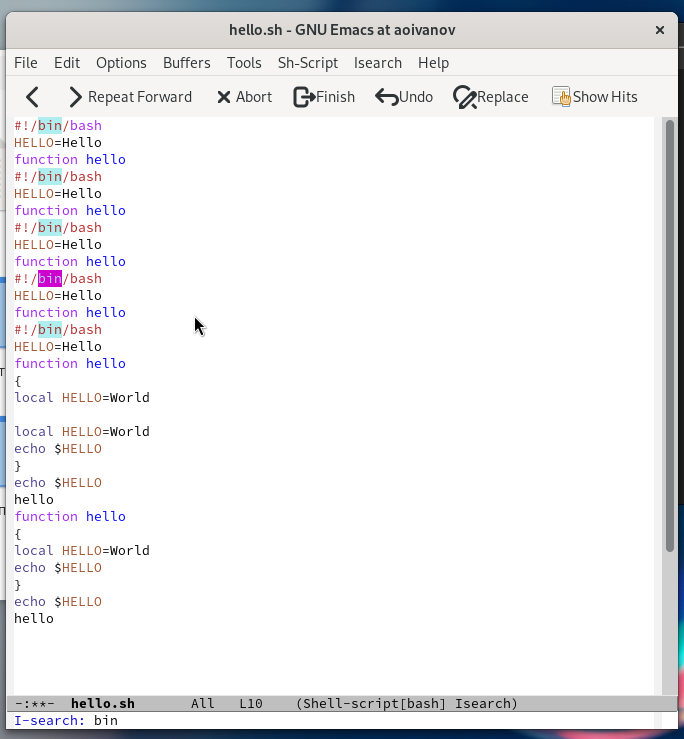 hello.sh - GNU Emacs at aoivanov ×
File Edit Options Buffers Tools Sh-Script Isearch Help
Repeat Forward Abort Finish Undo Replace Show Hits
#!/bin/bash
HELLO=Hello
function hello
#!/bin/bash
HELLO=Hello
function hello
#!/bin/bash
HELLO=Hello
function hello
#!/bin/bash
HELLO=Hello
function hello
#!/bin/bash
HELLO=Hello
function hello
{
local HELLO=World

local HELLO=World
echo $HELLO
}
echo $HELLO
hello
function hello
{
local HELLO=World
echo $HELLO
}
echo $HELLO
hello
-:**- hello.sh All L10 (Shell-script[bash] Isearch)
I-search: bin